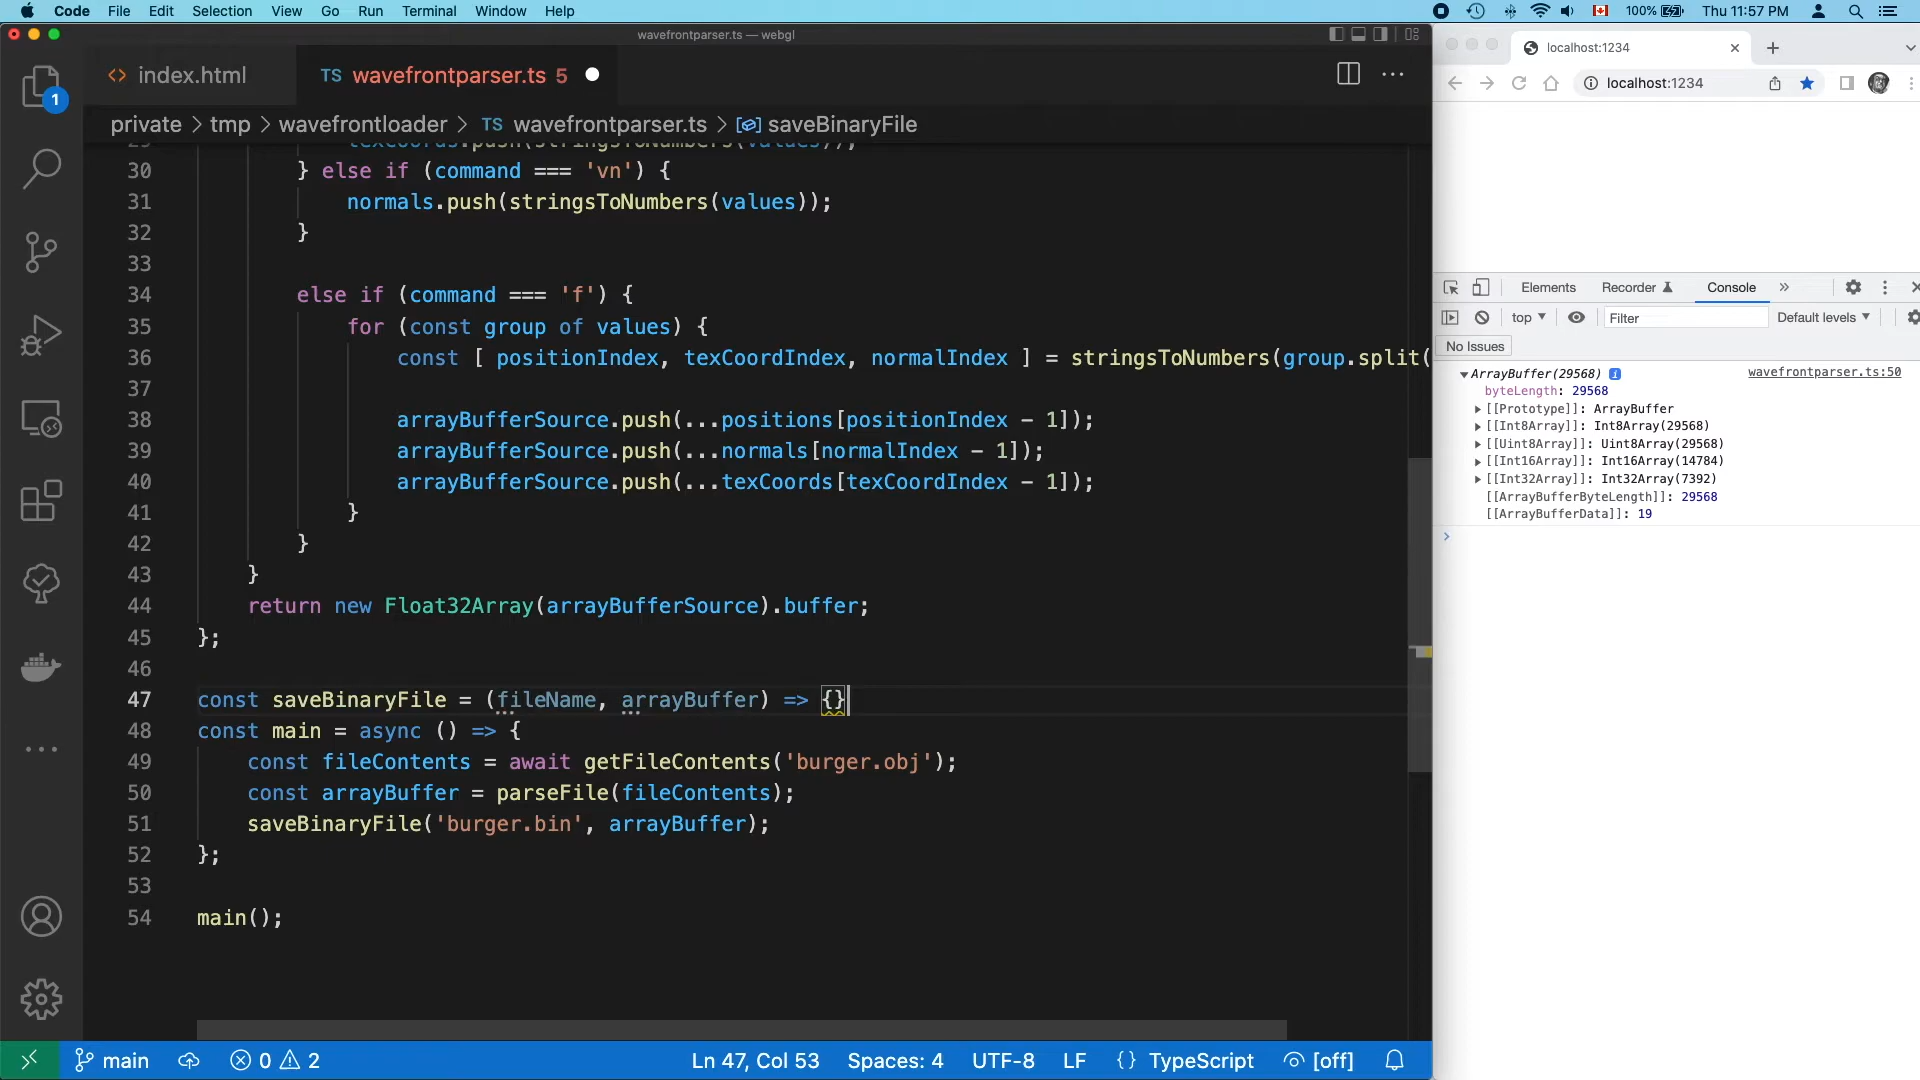 Code File Edit Selection View Go Run Terminal Window Help
100% Thu 11:57 PM
wavefrontparser.ts — webgl
1
<> index.html
TS wavefrontparser.ts 5
private > tmp > wavefrontloader > TS wavefrontparser.ts > saveBinaryFile
29 texCoords.push(stringsToNumbers(values));
30 } else if (command === 'vn') {
31 normals.push(stringsToNumbers(values));
32 }
33
34 else if (command === 'f') {
35 for (const group of values) {
36 const [ positionIndex, texCoordIndex, normalIndex ] = stringsToNumbers(group.split(
37
38 arrayBufferSource.push(...positions[positionIndex - 1]);
39 arrayBufferSource.push(...normals[normalIndex - 1]);
40 arrayBufferSource.push(...texCoords[texCoordIndex - 1]);
41 }
42 }
43 }
44 return new Float32Array(arrayBufferSource).buffer;
45 };
46
47 const saveBinaryFile = (fileName, arrayBuffer) => {}
48 const main = async () => {
49 const fileContents = await getFileContents('burger.obj');
50 const arrayBuffer = parseFile(fileContents);
51 saveBinaryFile('burger.bin', arrayBuffer);
52 };
53
54 main();
main 0 2 Ln 47, Col 53 Spaces: 4 UTF-8 LF {} TypeScript [off]
localhost:1234
localhost:1234
Elements Recorder Console »
top Filter Default levels
No Issues
ArrayBuffer(29568) i wavefrontparser.ts:50
byteLength: 29568
[[Prototype]]: ArrayBuffer
[[Int8Array]]: Int8Array(29568)
[[Uint8Array]]: Uint8Array(29568)
[[Int16Array]]: Int16Array(14784)
[[Int32Array]]: Int32Array(7392)
[[ArrayBufferByteLength]]: 29568
[[ArrayBufferData]]: 19
>